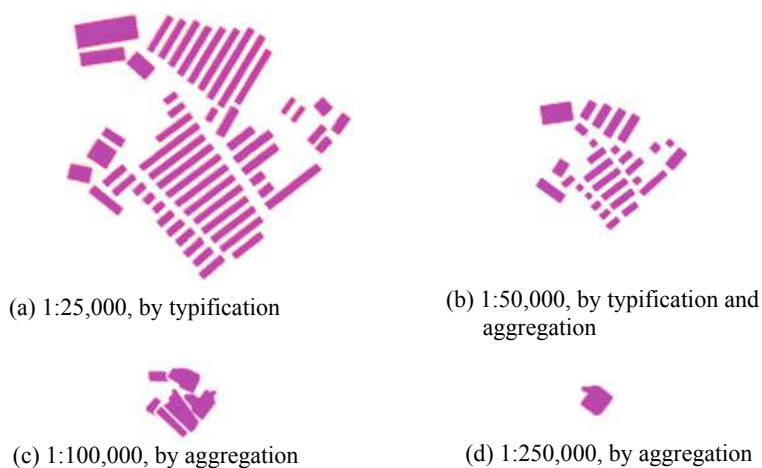 (a) 1:25,000, by typification
(b) 1:50,000, by typification and
aggregation
(c) 1:100,000, by aggregation
(d) 1:250,000, by aggregation